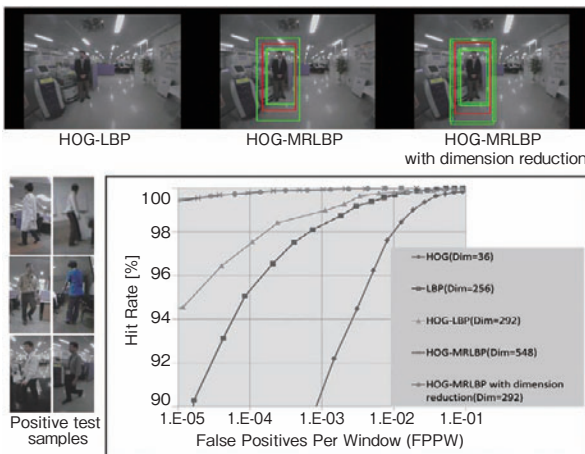 HOG-LBP
HOG-MRLBP
HOG-MRLBP
with dimension reduction
Positive test
samples
Hit Rate [%]
100
98
96
94
92
90
1.E-05 1.E-04 1.E-03 1.E-02 1.E-01
False Positives Per Window (FPPW)
HOG(Dim=36)
LBP(Dim=256)
HOG-LBP(Dim=292)
HOG-MRLBP(Dim=548)
HOG-MRLBP with dimension
reduction(Dim=292)